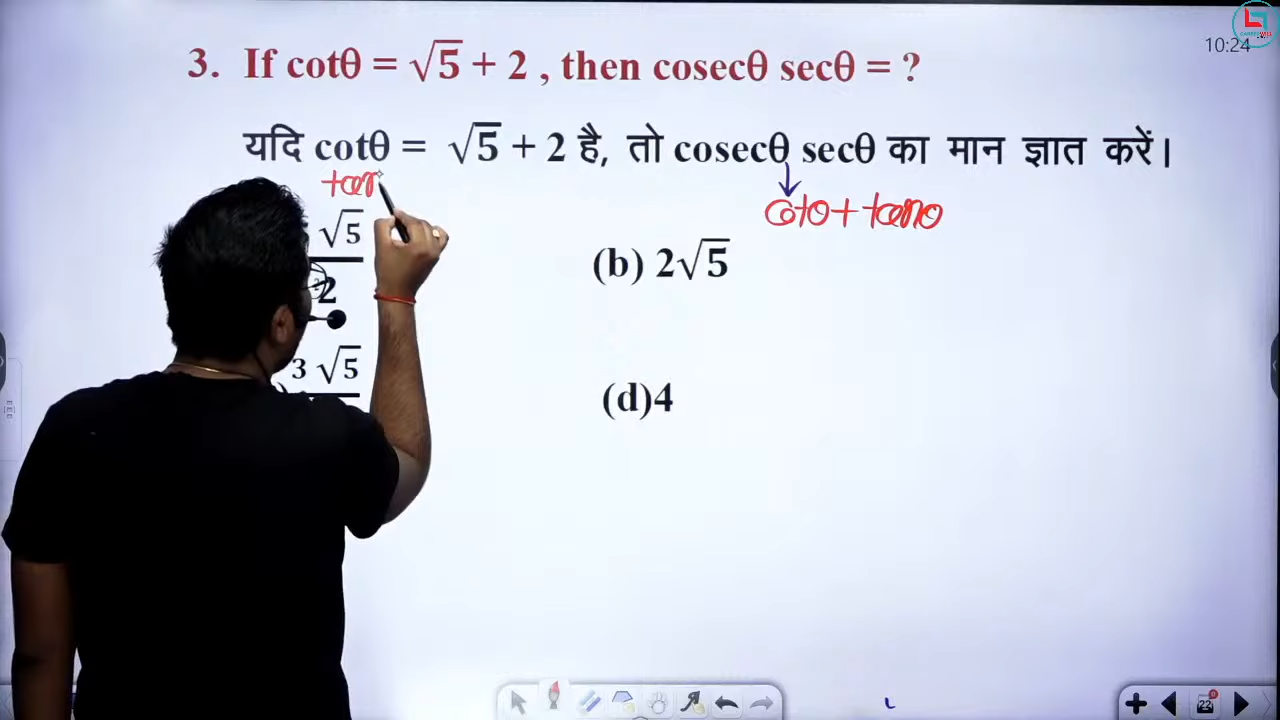 10:24
3. If cotθ = √5 + 2 , then cosecθ secθ = ?
यदि cotθ = √5 + 2 है, तो cosecθ secθ का मान ज्ञात करें।
cotθ + tanθ
√5
2
(b) 2√5
3 √5
(d)4
22